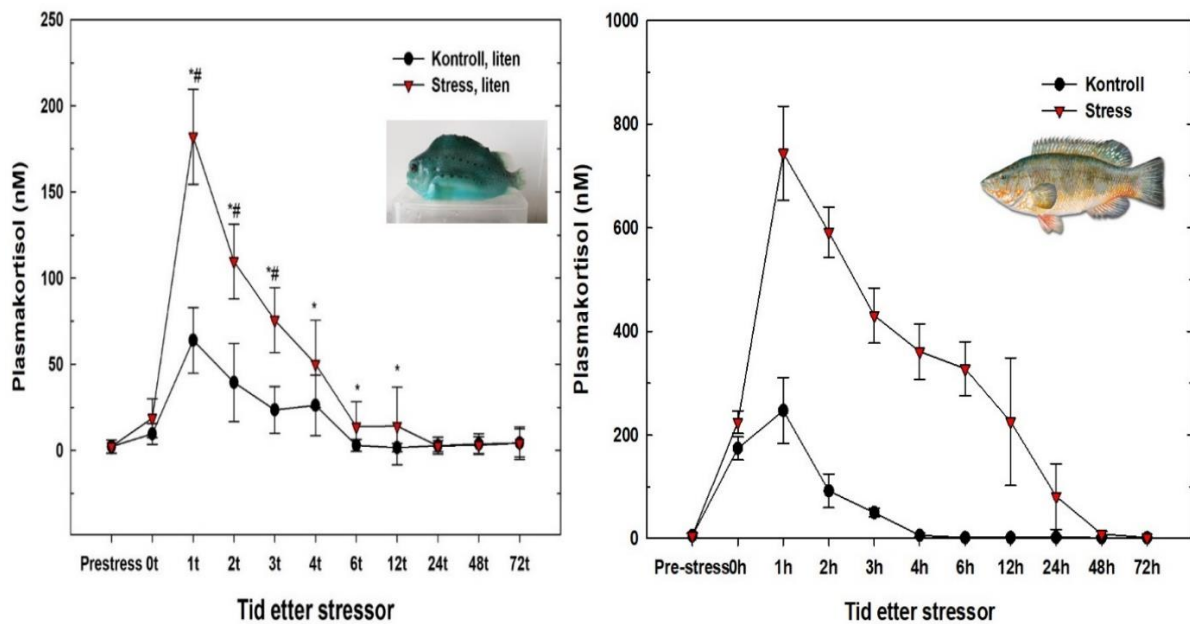 250
200
150
100
50
0
Plasmakortisol (nM)
Kontroll, liten
Stress, liten
*#
*#
*#
*
*
*
Prestress 0t 1t 2t 3t 4t 6t 12t 24t 48t 72t
Tid etter stressor
1000
800
600
400
200
0
Plasmakortisol (nM)
Kontroll
Stress
Pre-stress 0h 1h 2h 3h 4h 6h 12h 24h 48h 72h
Tid etter stressor